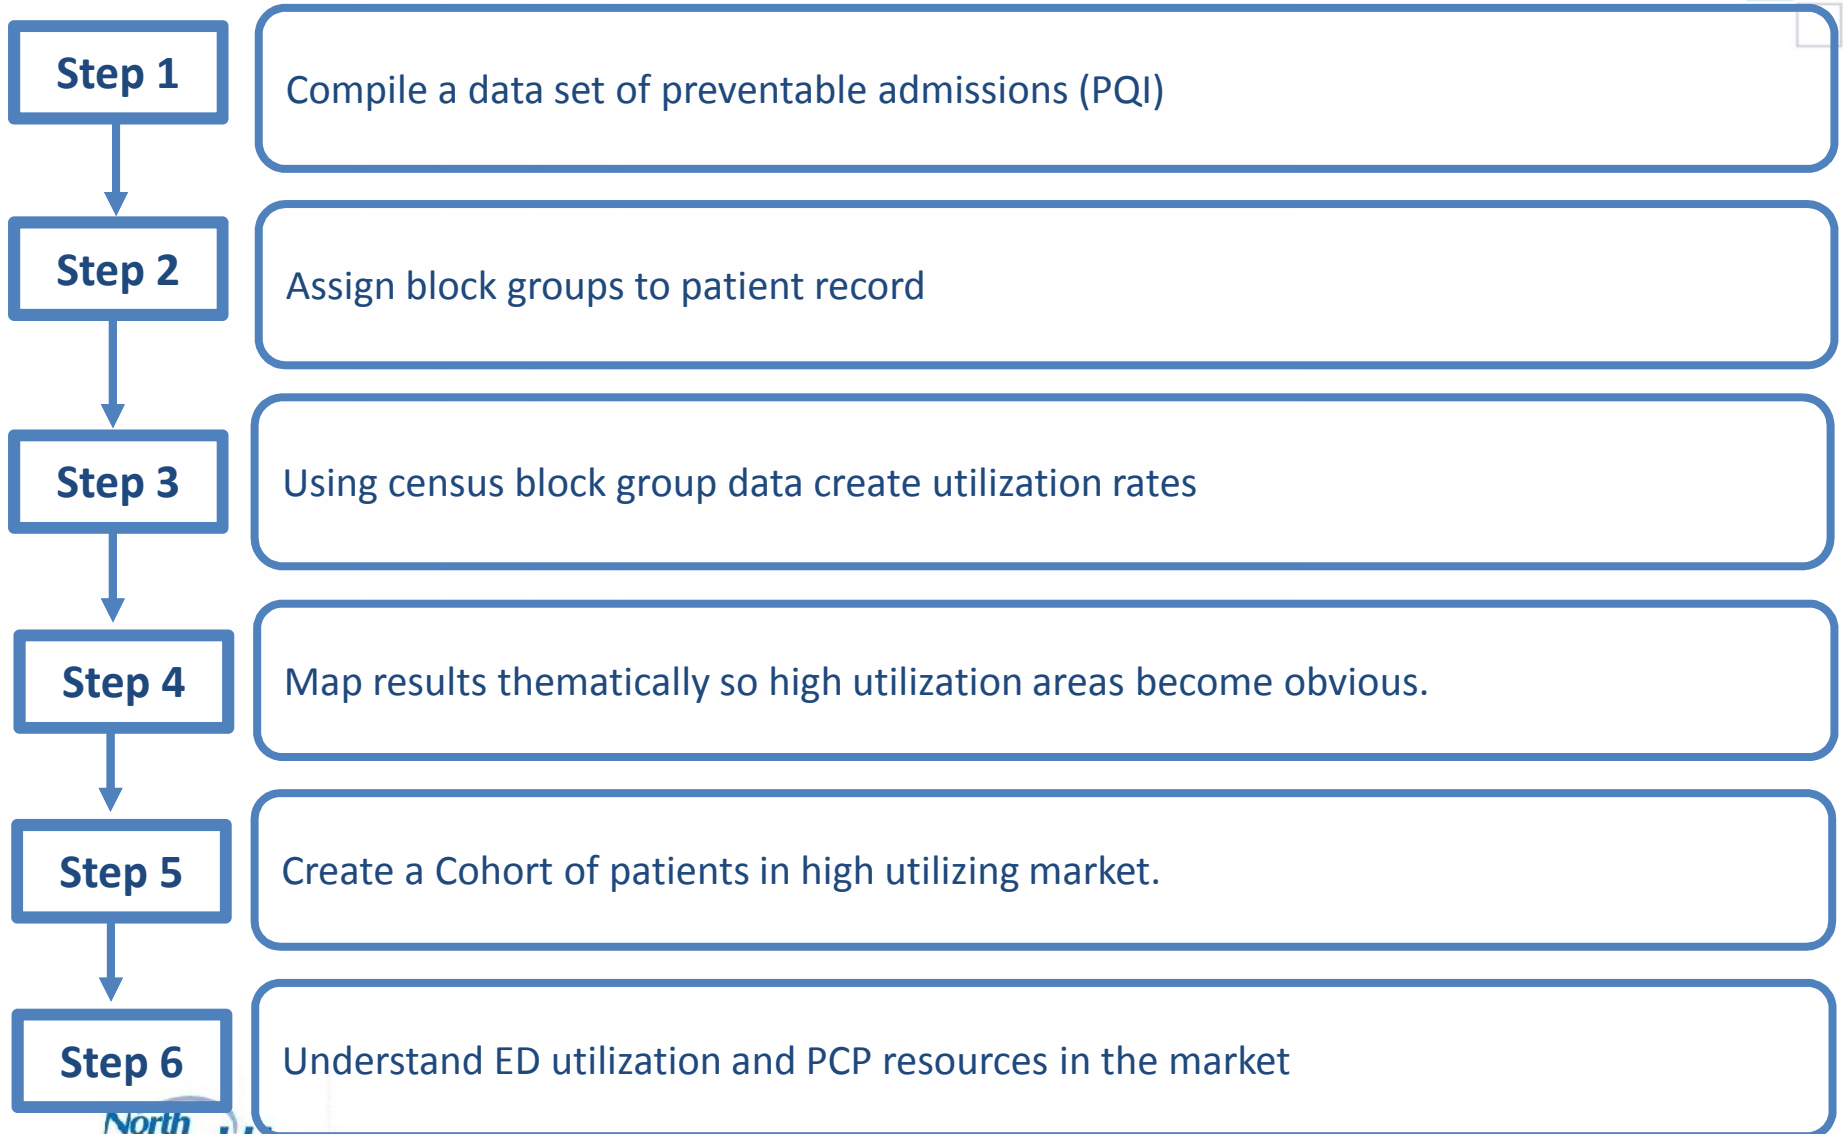 Step 1
Compile a data set of preventable admissions (PQI)
Step 2
Assign block groups to patient record
Step 3
Using census block group data create utilization rates
Step 4
Map results thematically so high utilization areas become obvious.
Step 5
Create a Cohort of patients in high utilizing market.
Step 6
Understand ED utilization and PCP resources in the market
North